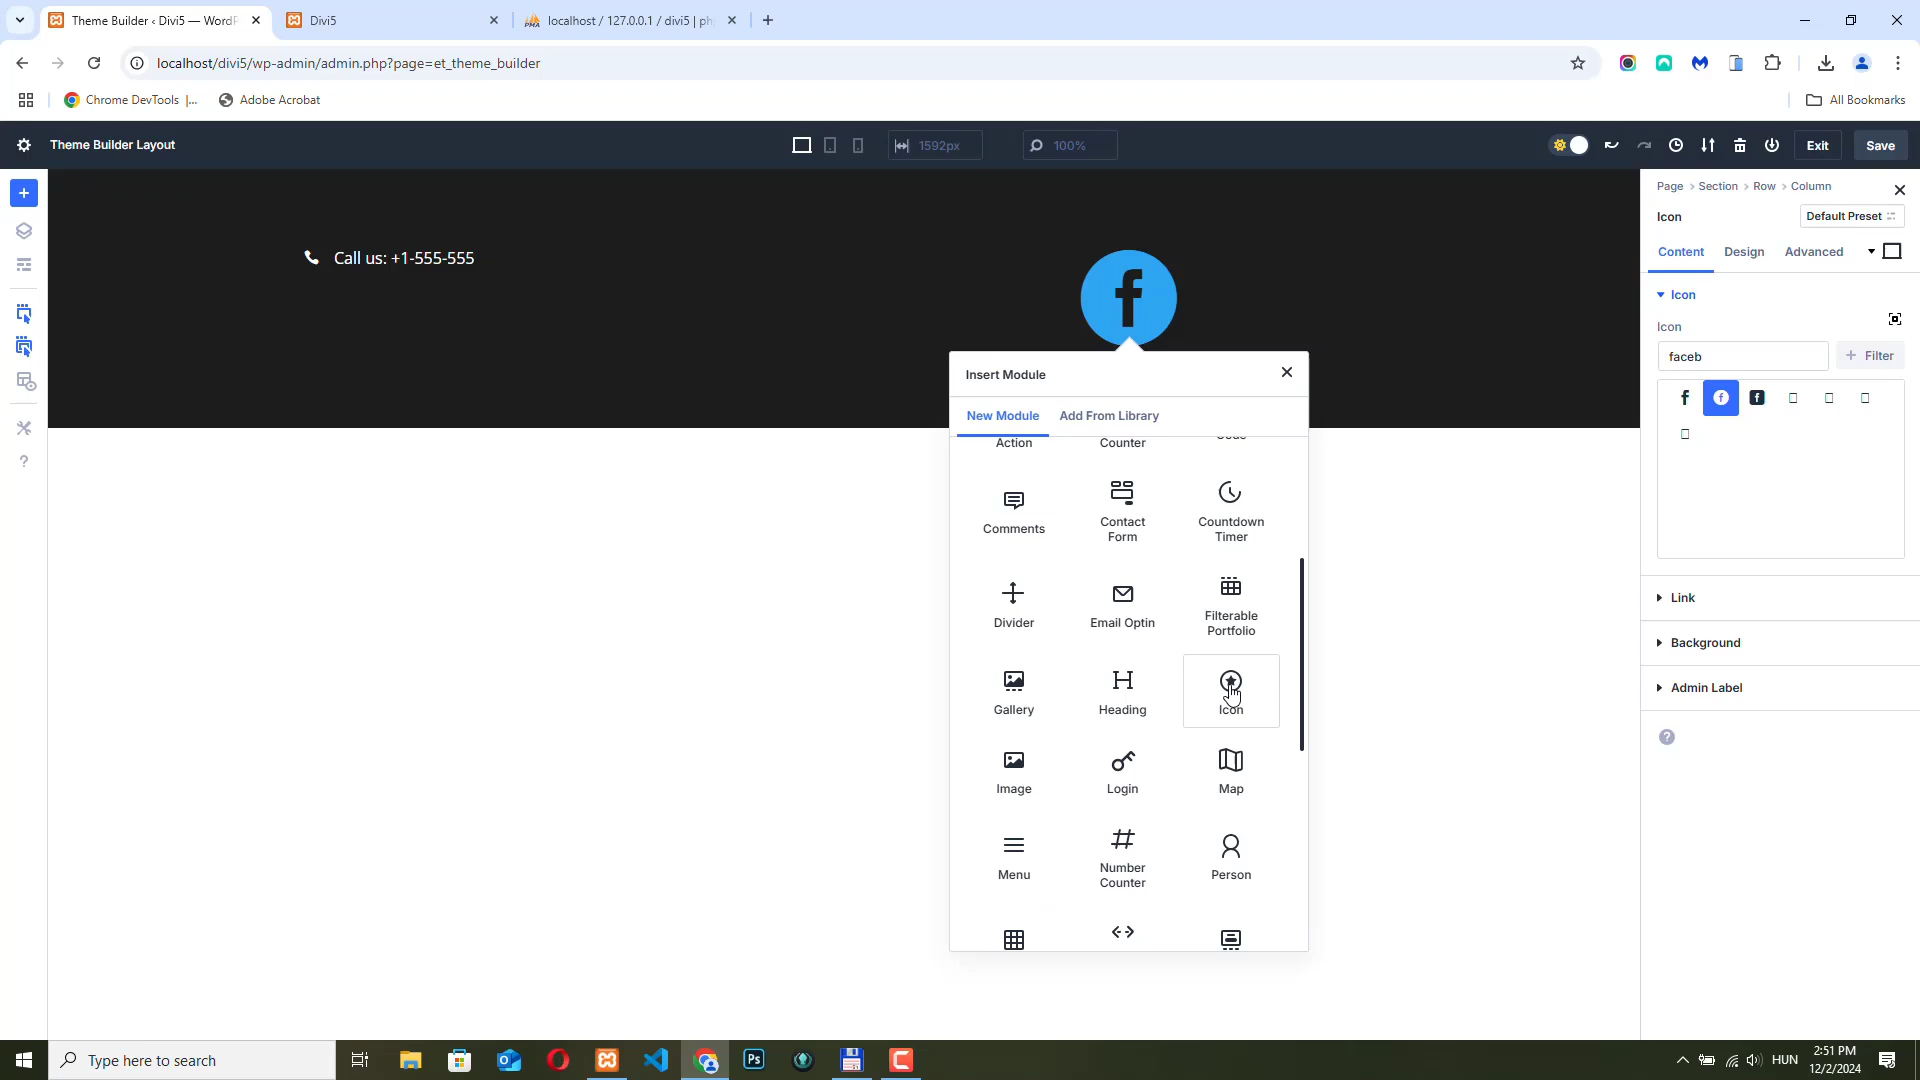 Theme Builder ‹ Divi5 — WordP
Divi5
localhost / 127.0.0.1 / divi5 | ph
localhost/divi5/wp-admin/admin.php?page=et_theme_builder
Chrome DevTools |...
Adobe Acrobat
All Bookmarks
Theme Builder Layout
1592px
100%
Exit
Save
Call us: +1-555-555
Page > Section > Row > Column
Icon
Default Preset
Content
Design
Advanced
Icon
Icon
faceb
+ Filter
Link
Background
Admin Label
Insert Module
New Module
Add From Library
Action
Counter
Code
Comments
Contact
Form
Countdown
Timer
Divider
Email Optin
Filterable
Portfolio
Gallery
Heading
Icon
Image
Login
Map
Menu
Number
Counter
Person
Type here to search
HUN
2:51 PM
12/2/2024